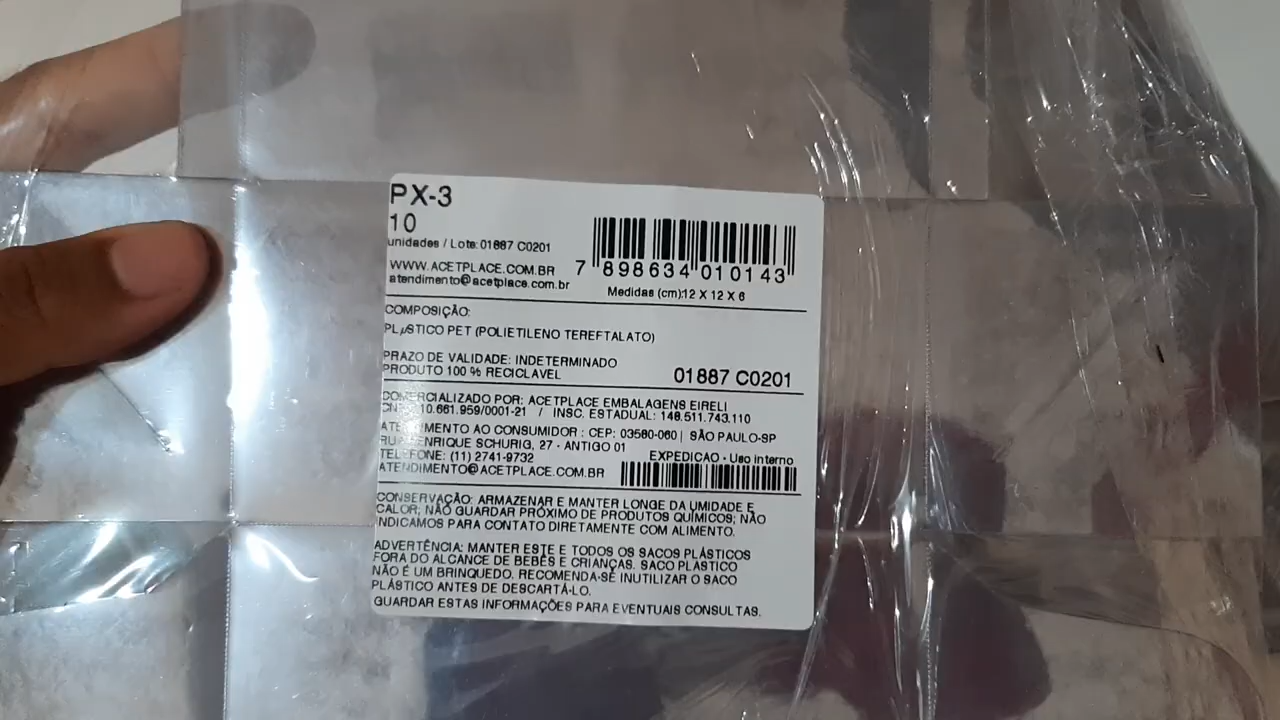 PX-3
10
unidades / Lote: 01887 C0201
WWW.ACETPLACE.COM.BR
atendimento@acetplace.com.br
7 898634 010143
Medidas (cm):12 X 12 X 6
COMPOSIÇÃO:
PLÁSTICO PET (POLIETILENO TEREFTALATO)
PRAZO DE VALIDADE: INDETERMINADO
PRODUTO 100 % RECICLAVEL
01887 C0201
COMERCIALIZADO POR: ACETPLACE EMBALAGENS EIRELI
10.661.959/0001-21 / INSC. ESTADUAL: 148.511.743.110
ATENDIMENTO AO CONSUMIDOR : CEP: 03580-060 | SÃO PAULO-SP
RUA HENRIQUE SCHURIG, 27 - ANTIGO 01
TELEFONE: (11) 2741-9732
EXPEDICAO - Uso interno
ATENDIMENTO@ACETPLACE.COM.BR
CONSERVAÇÃO: ARMAZENAR E MANTER LONGE DA UMIDADE E
CALOR; NÃO GUARDAR PRÓXIMO DE PRODUTOS QUÍMICOS; NÃO
INDICAMOS PARA CONTATO DIRETAMENTE COM ALIMENTO.
ADVERTÊNCIA: MANTER ESTE E TODOS OS SACOS PLÁSTICOS
FORA DO ALCANCE DE BEBÊS E CRIANÇAS. SACO PLÁSTICO
NÃO É UM BRINQUEDO. RECOMENDA-SE INUTILIZAR O SACO
PLÁSTICO ANTES DE DESCARTÁ-LO.
GUARDAR ESTAS INFORMAÇÕES PARA EVENTUAIS CONSULTAS.